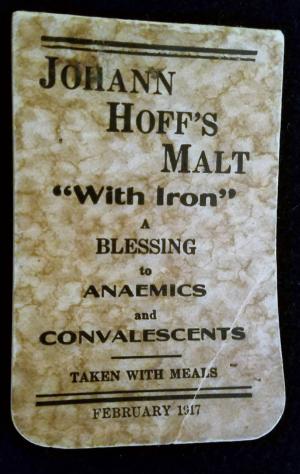 JOHANN
HOFF'S
MALT
"With Iron"
A
BLESSING
to
ANAEMICS
and
CONVALESCENTS
TAKEN WITH MEALS
FEBRUARY 1917